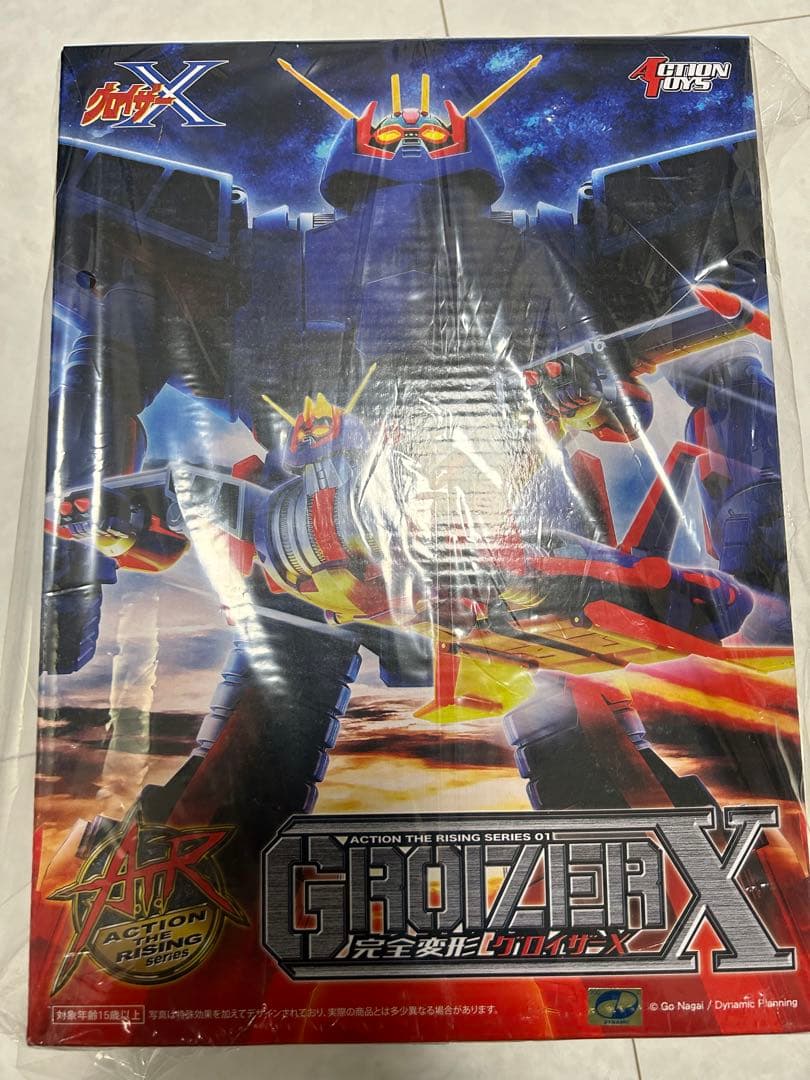 グロイザーX
ACTION TOYS
ACTION THE RISING SERIES 01
GROIZER X
完全変形 グロイザーX
A.T.R
ACTION
THE
RISING
series
対象年齢15歳以上
写真は特殊効果を加えてデザインされており、実際の商品とは多少異なる場合があります。
DYNAMIC
© Go Nagai / Dynamic Planning